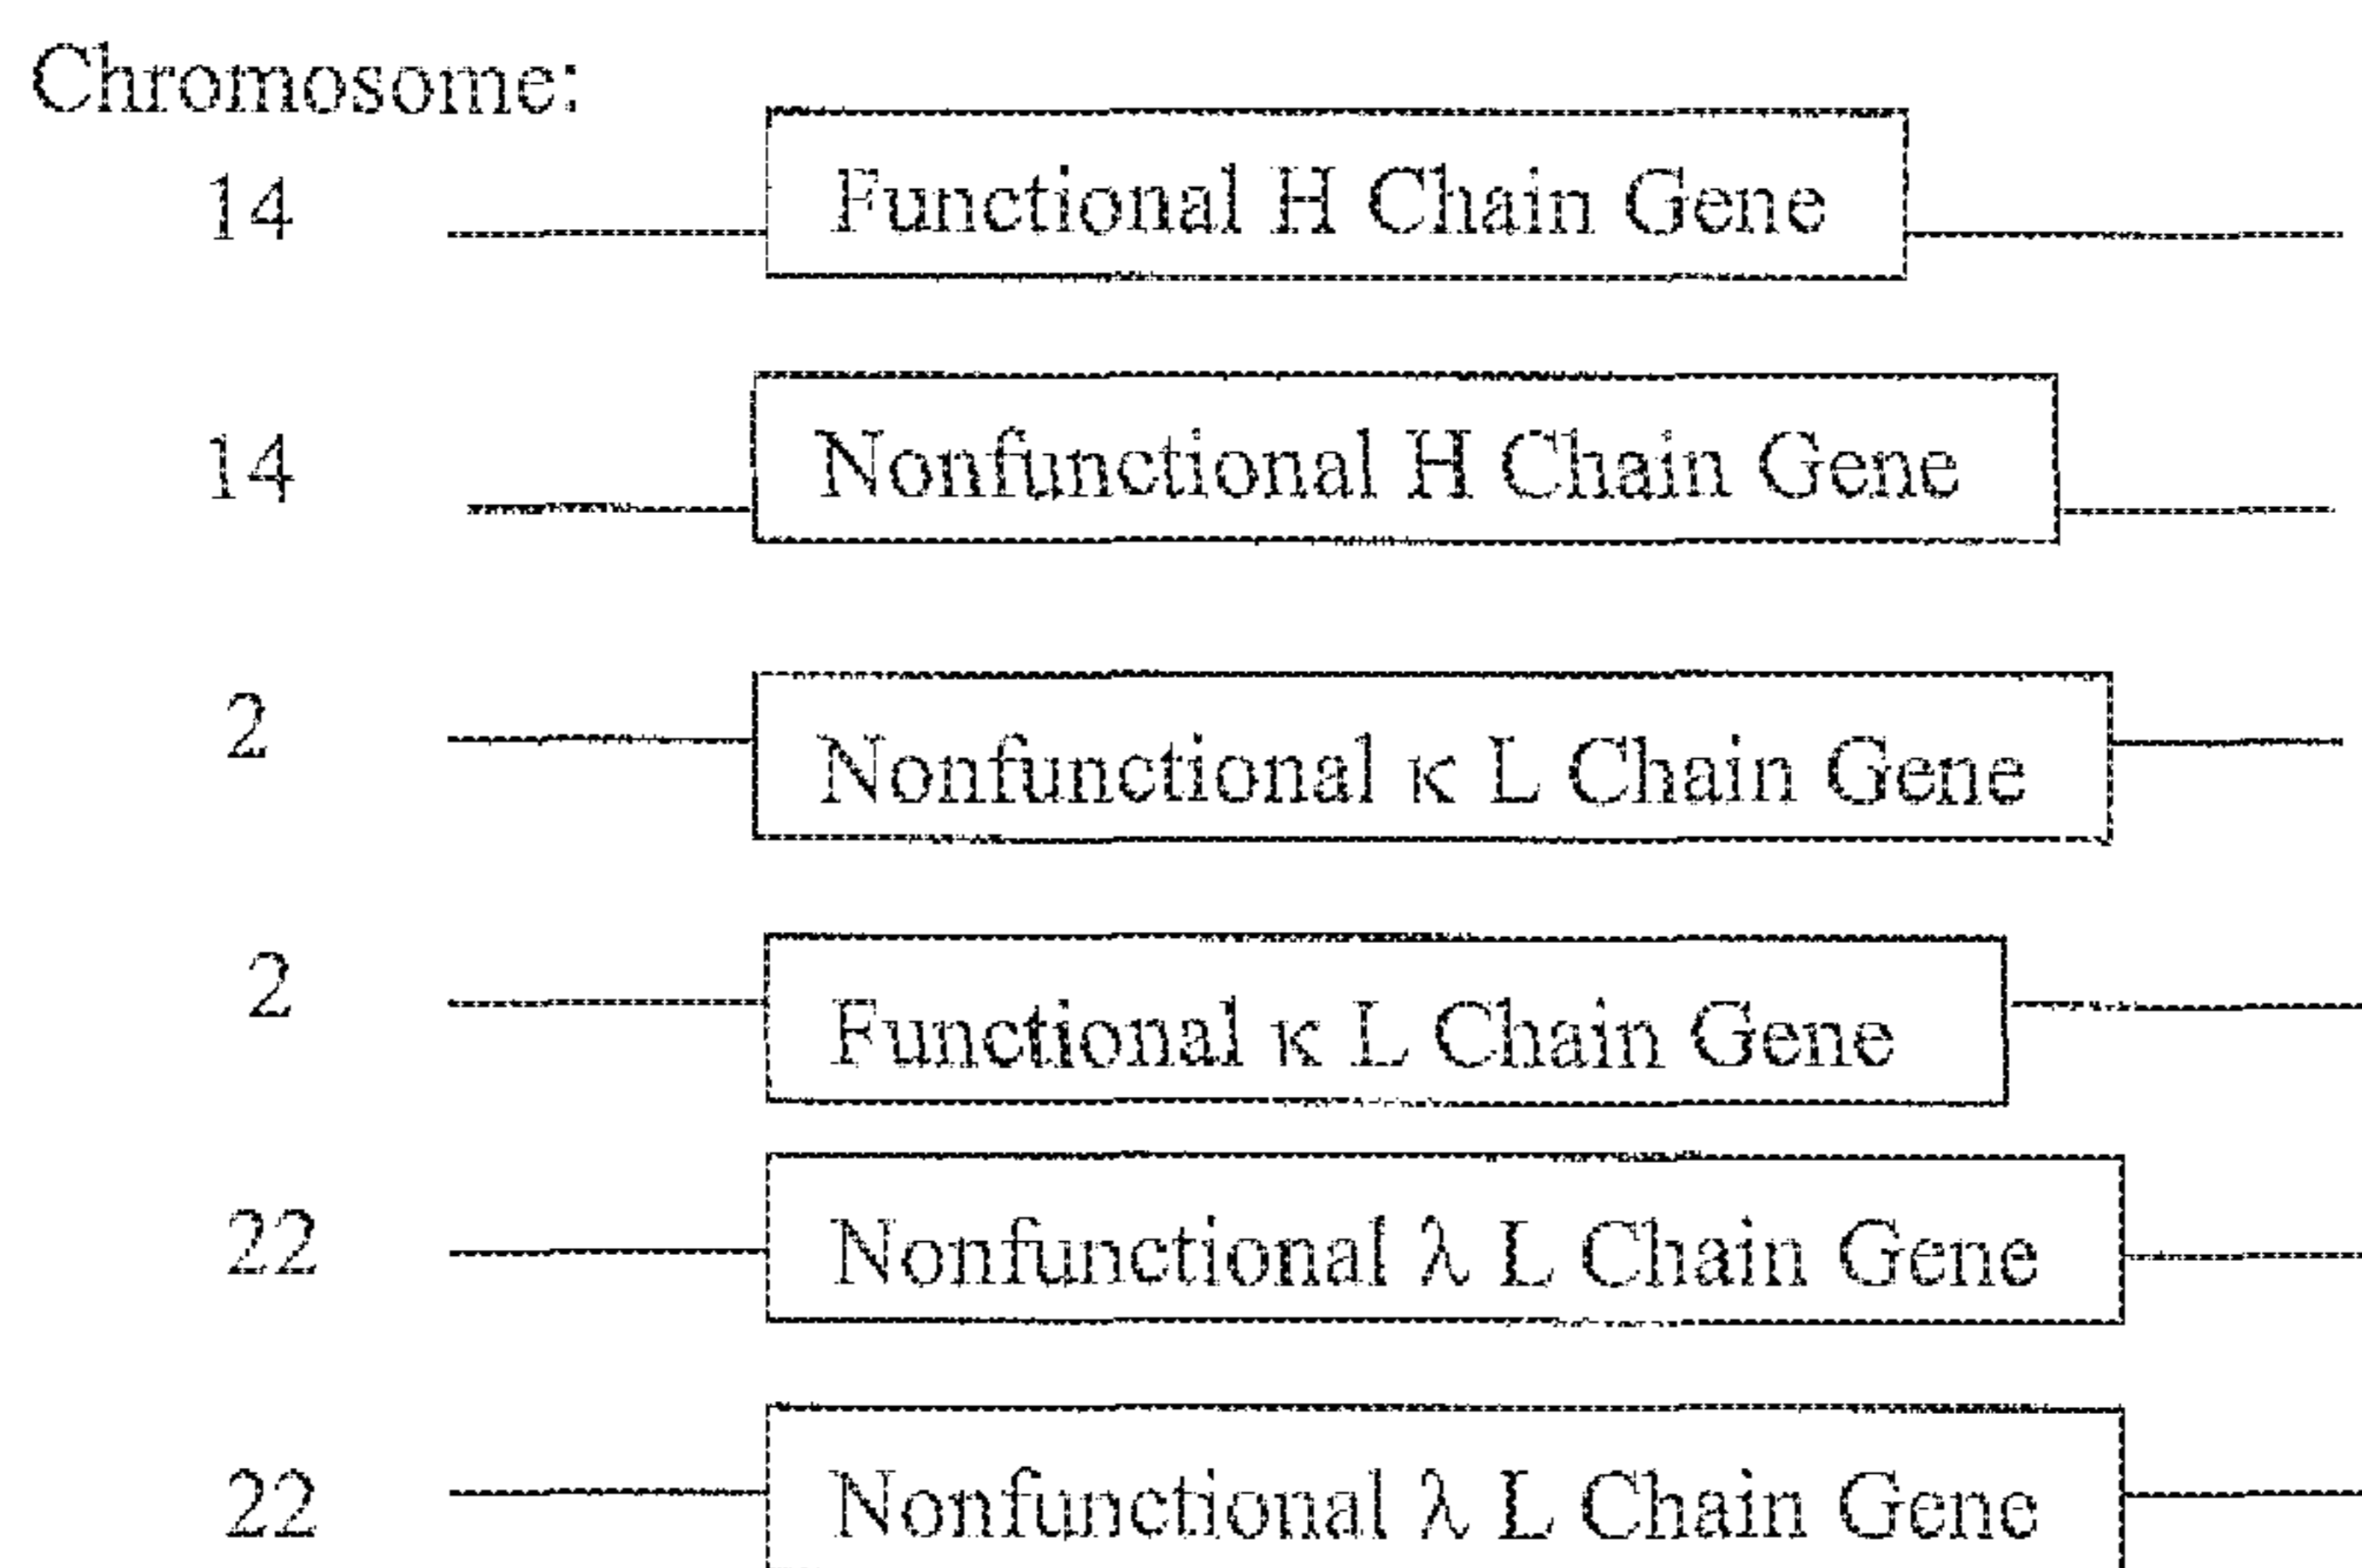 Chromosome:
14 Functional H Chain Gene
14 Nonfunctional H Chain Gene
2 Nonfunctional κ L Chain Gene
2 Functional κ L Chain Gene
22 Nonfunctional λ L Chain Gene
22 Nonfunctional λ L Chain Gene